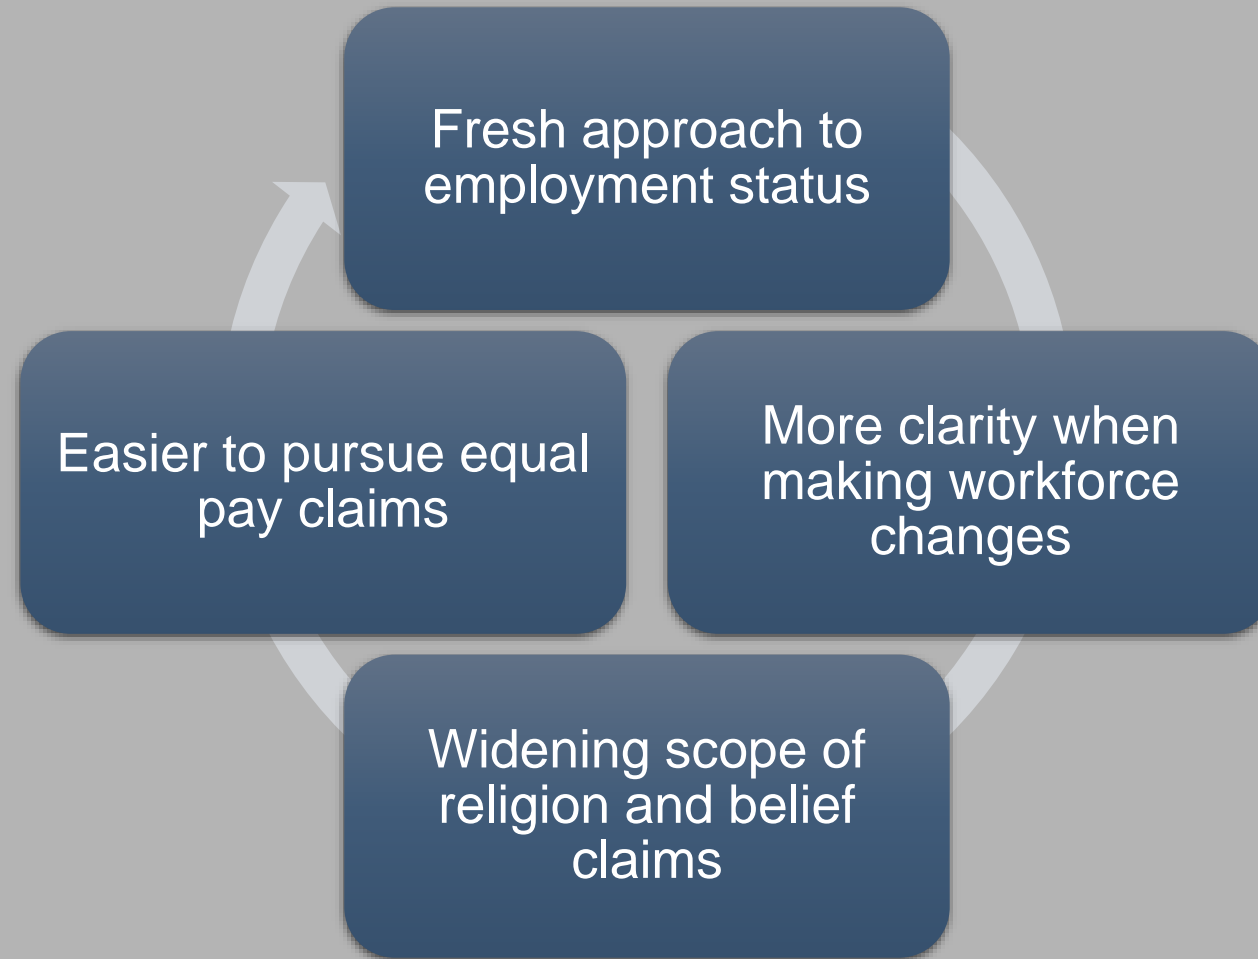 Fresh approach to
employment status
Easier to pursue equal
pay claims
More clarity when
making workforce
changes
Widening scope of
religion and belief
claims